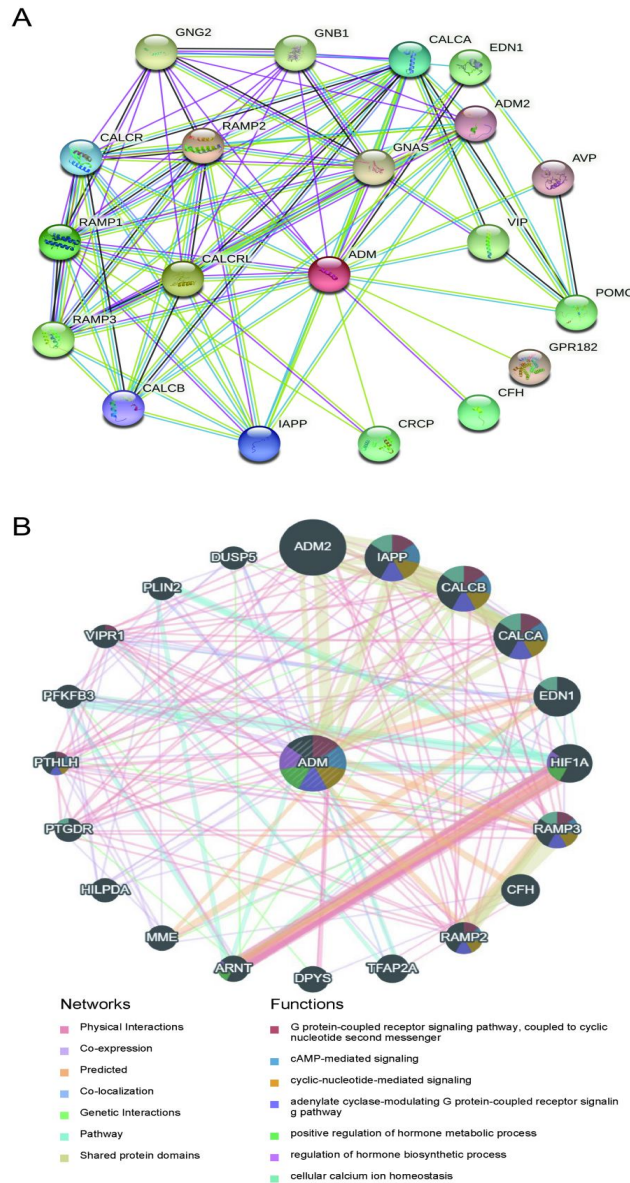 A
GNG2
GNB1
CALCA
EDN1
ADM2
CALCR
RAMP2
GNAS
AVP
RAMP1
CALCRL
ADM
VIP
POMC
RAMP3
GPR182
CALCB
CFH
IAPP
CRCP
B
ADM2
DUSP5
IAPP
PLIN2
CALCB
VIPR1
CALCA
PFKFB3
EDN1
PTHLH
ADM
HIF1A
PTGDR
RAMP3
HILPDA
CFH
MME
RAMP2
ARNT
TFAP2A
DPYS
Networks
Physical Interactions
Co-expression
Predicted
Co-localization
Genetic Interactions
Pathway
Shared protein domains
Functions
G protein-coupled receptor signaling pathway, coupled to cyclic
nucleotide second messenger
cAMP-mediated signaling
cyclic-nucleotide-mediated signaling
adenylate cyclase-modulating G protein-coupled receptor signalin
g pathway
positive regulation of hormone metabolic process
regulation of hormone biosynthetic process
cellular calcium ion homeostasis